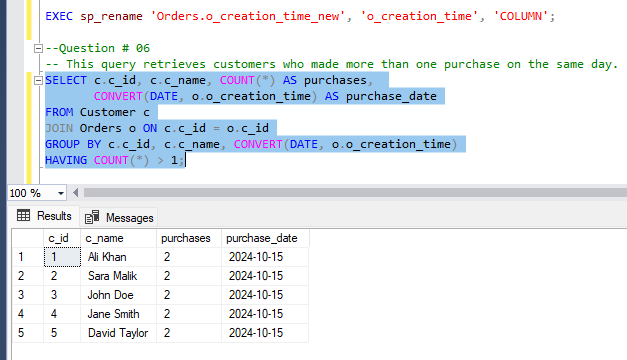 EXEC sp_rename 'Orders.o_creation_time_new', 'o_creation_time', 'COLUMN';
--Question # 06
-- This query retrieves customers who made more than one purchase on the same day.
SELECT c.c_id, c.c_name, COUNT(*) AS purchases,
CONVERT(DATE, o.o_creation_time) AS purchase_date
FROM Customer c
JOIN Orders o ON c.c_id = o.c_id
GROUP BY c.c_id, c.c_name, CONVERT(DATE, o.o_creation_time)
HAVING COUNT(*) > 1;
100 %
Results Messages
c_id c_name purchases purchase_date
1 1 Ali Khan 2 2024-10-15
2 2 Sara Malik 2 2024-10-15
3 3 John Doe 2 2024-10-15
4 4 Jane Smith 2 2024-10-15
5 5 David Taylor 2 2024-10-15